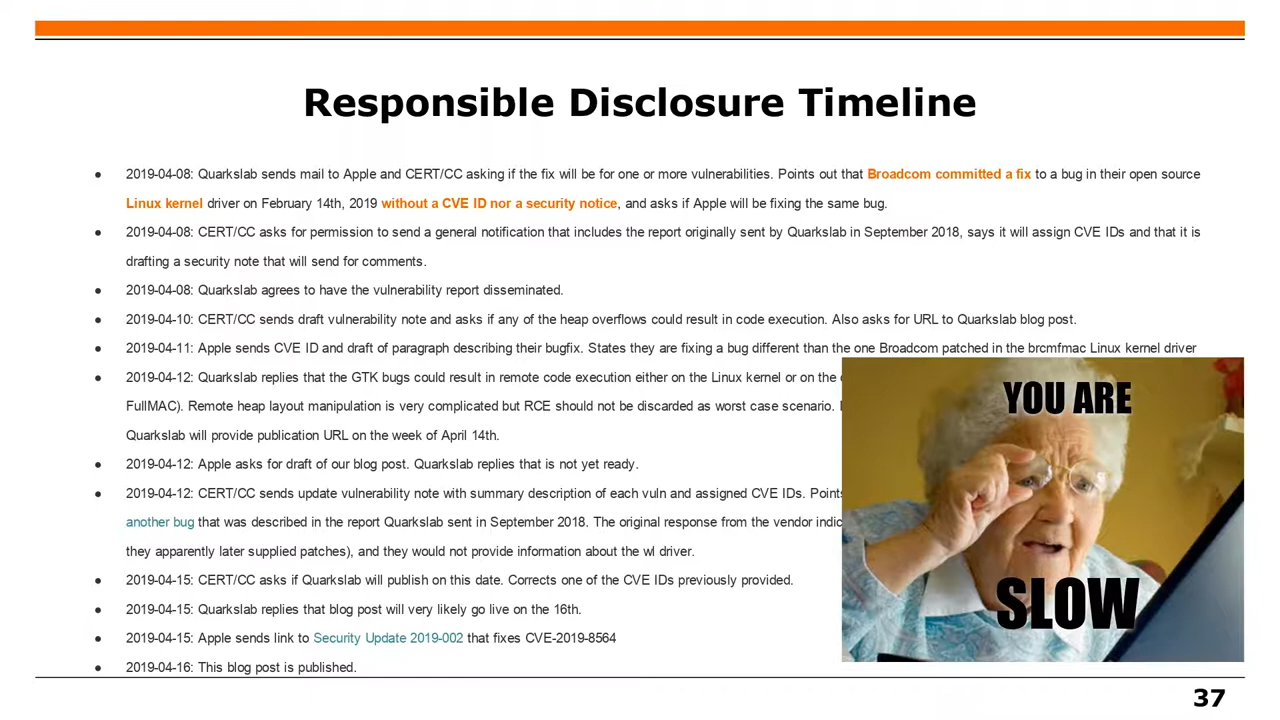 Responsible Disclosure Timeline
● 2019-04-08: Quarkslab sends mail to Apple and CERT/CC asking if the fix will be for one or more vulnerabilities. Points out that Broadcom committed a fix to a bug in their open source
Linux kernel driver on February 14th, 2019 without a CVE ID nor a security notice, and asks if Apple will be fixing the same bug.
● 2019-04-08: CERT/CC asks for permission to send a general notification that includes the report originally sent by Quarkslab in September 2018, says it will assign CVE IDs and that it is
drafting a security note that will send for comments.
● 2019-04-08: Quarkslab agrees to have the vulnerability report disseminated.
● 2019-04-10: CERT/CC sends draft vulnerability note and asks if any of the heap overflows could result in code execution. Also asks for URL to Quarkslab blog post.
● 2019-04-11: Apple sends CVE ID and draft of paragraph describing their bugfix. States they are fixing a bug different than the one Broadcom patched in the brcmfmac Linux kernel driver
● 2019-04-12: Quarkslab replies that the GTK bugs could result in remote code execution either on the Linux kernel or on the
FullMAC). Remote heap layout manipulation is very complicated but RCE should not be discarded as worst case scenario.
Quarkslab will provide publication URL on the week of April 14th.
● 2019-04-12: Apple asks for draft of our blog post. Quarkslab replies that is not yet ready.
● 2019-04-12: CERT/CC sends update vulnerability note with summary description of each vuln and assigned CVE IDs.
another bug that was described in the report Quarkslab sent in September 2018. The original response from the vendor
they apparently later supplied patches), and they would not provide information about the wl driver.
● 2019-04-15: CERT/CC asks if Quarkslab will publish on this date. Corrects one of the CVE IDs previously provided.
● 2019-04-15: Quarkslab replies that blog post will very likely go live on the 16th.
● 2019-04-15: Apple sends link to Security Update 2019-002 that fixes CVE-2019-8564
● 2019-04-16: This blog post is published.
YOU ARE
SLOW
37